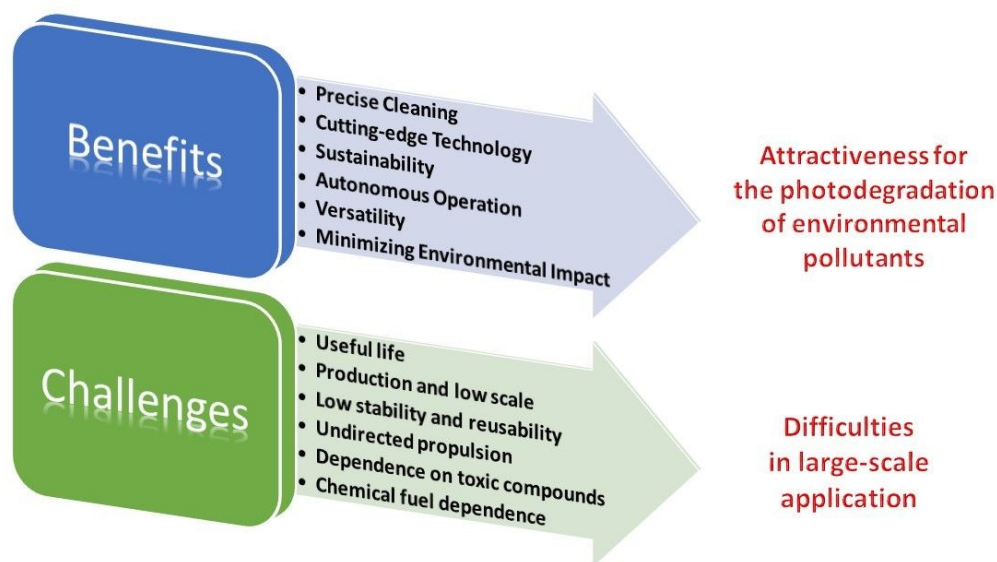 Benefits
• Precise Cleaning
• Cutting-edge Technology
• Sustainability
• Autonomous Operation
• Versatility
• Minimizing Environmental Impact
Attractiveness for
the photodegradation
of environmental
pollutants
Challenges
• Useful life
• Production and low scale
• Low stability and reusability
• Undirected propulsion
• Dependence on toxic compounds
• Chemical fuel dependence
Difficulties
in large-scale
application